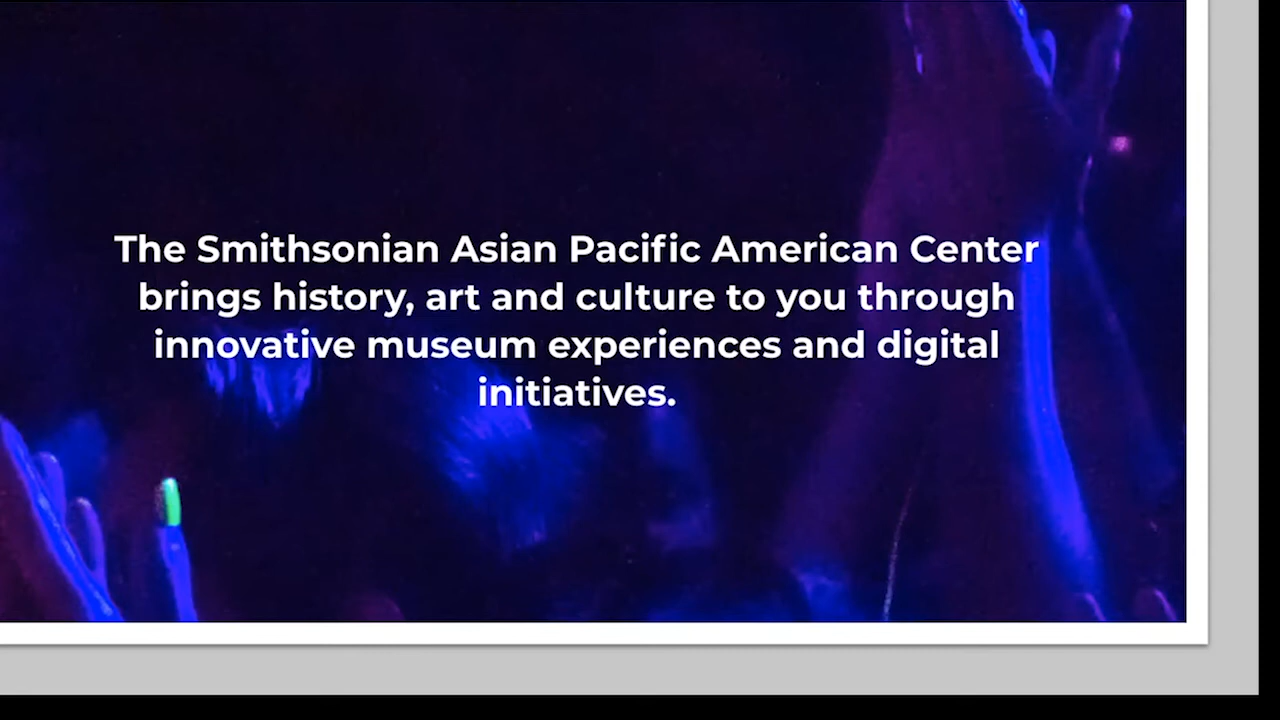 The Smithsonian Asian Pacific American Center
brings history, art and culture to you through
innovative museum experiences and digital
initiatives.